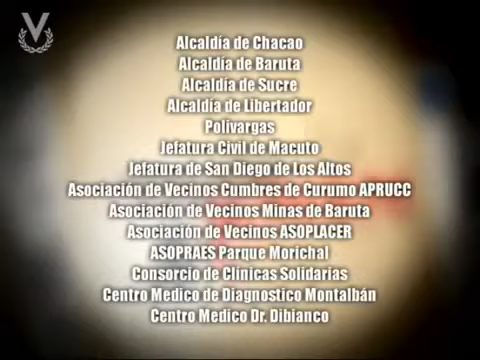 Alcaldía de Chacao
Alcaldía de Baruta
Alcaldía de Sucre
Alcaldía de Libertador
Polivargas
Jefatura Civil de Macuto
Jefatura de San Diego de Los Altos
Asociación de Vecinos Cumbres de Curumo APRUCC
Asociación de Vecinos Minas de Baruta
Asociación de Vecinos ASOPLACER
ASOPRAES Parque Morichal
Consorcio de Clínicas Solidarias
Centro Medico de Diagnostico Montalbán
Centro Medico Dr. Dibianco